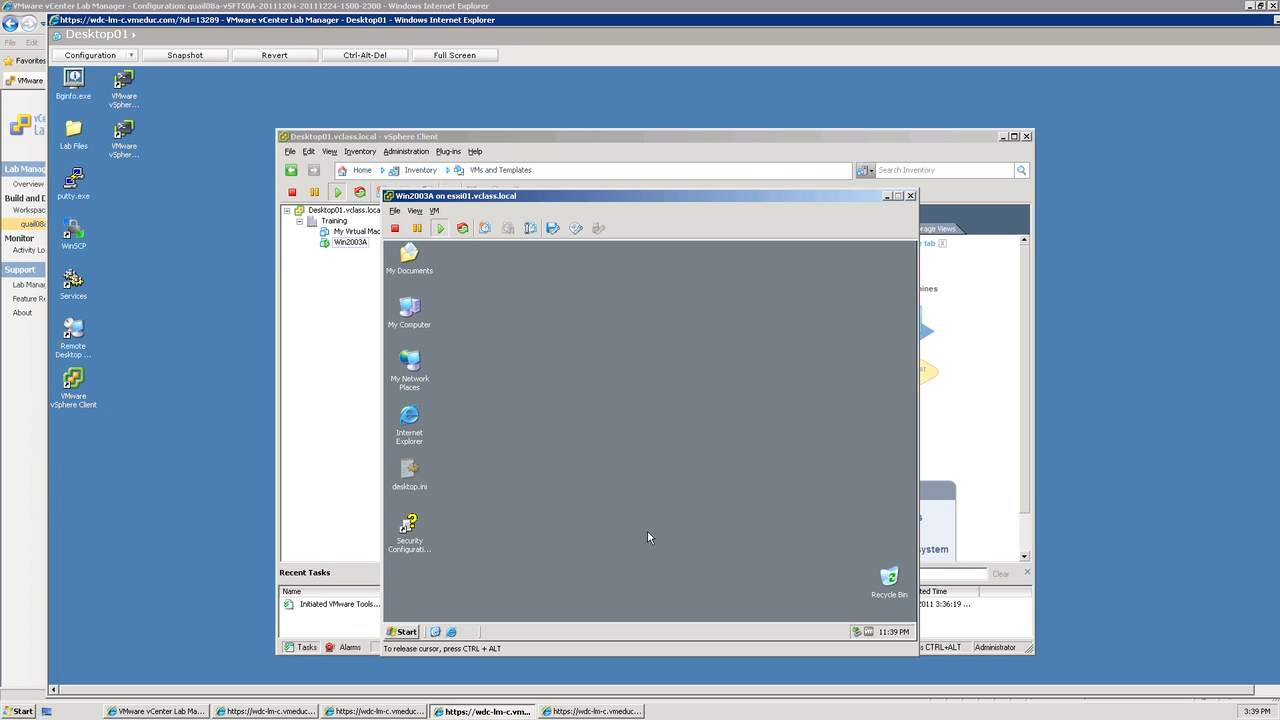 VMware vCenter Lab Manager - Configuration: quail08a-vSFT50A-20111204-20111224-1500-2300 - Windows Internet Explorer
https://wdc-lm-c.vmeduc.com/?id=13289 - VMware vCenter Lab Manager - Desktop01 - Windows Internet Explorer
Desktop01
File Edit
Configuration Snapshot Revert Ctrl-Alt-Del Full Screen
Favorites
VMware
Bginfo.exe
VMware
vSphere...
Lab Files
VMware
vSphere...
putty.exe
WinSCP
Services
Remote
Desktop ...
VMware
vSphere Client
vCen
La
Lab Manag
Overview
Build and D
Workspac
quail08a
Monitor
Activity Lo
Support
Lab Mana
Feature Re
About
Desktop01.vclass.local - vSphere Client
File Edit View Inventory Administration Plug-ins Help
Home Inventory VMs and Templates
Search Inventory
Desktop01.vclass.loca
Training
My Virtual Mac
Win2003A
Win2003A on esxi01.vclass.local
File View VM
My Documents
My Computer
My Network
Places
Internet
Explorer
desktop.ini
Security
Configurati...
Recycle Bin
Start
11:39 PM
To release cursor, press CTRL + ALT
rage Views
e tab X
ines
st
s
ystem
Recent Tasks
Clear
Name
ted Time
Initiated VMware Tools...
2011 3:36:19 ...
Tasks Alarms
s CTRL+ALT
Administrator
Start
VMware vCenter Lab Ma...
https://wdc-lm-c.vmeduc...
https://wdc-lm-c.vmeduc...
https://wdc-lm-c.vm...
https://wdc-lm-c.vmeduc...
3:39 PM